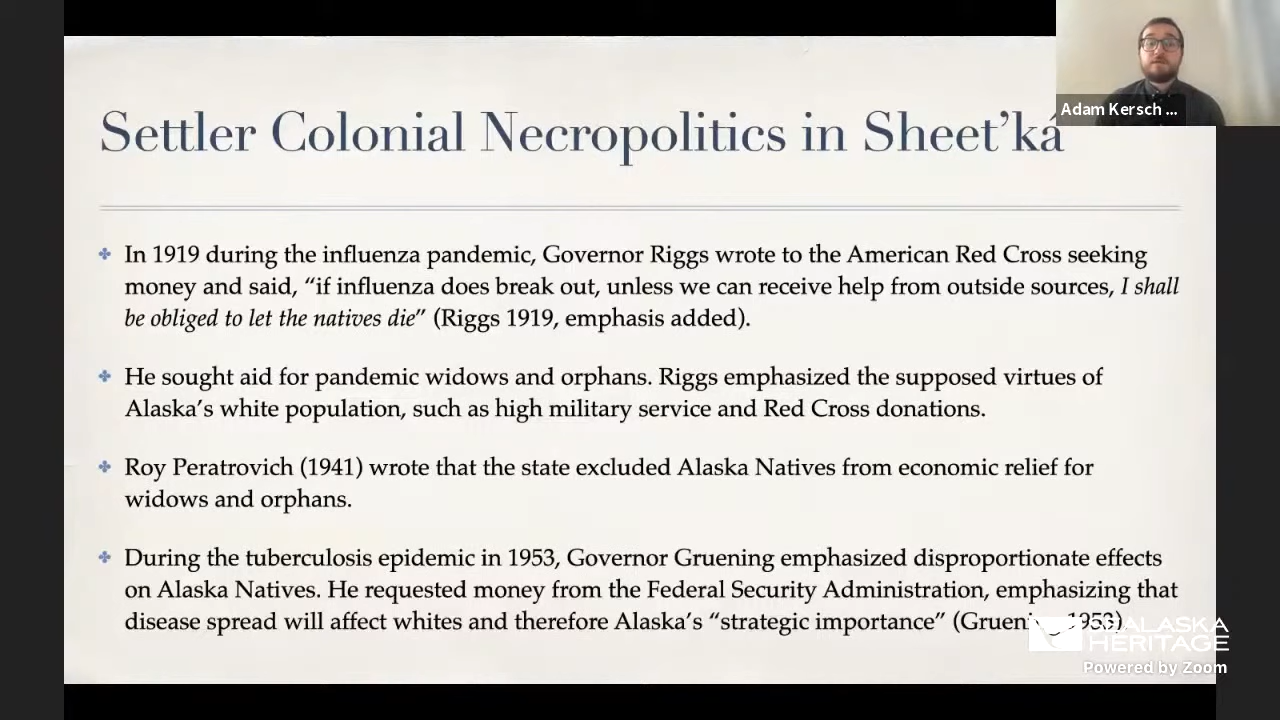 Settler Colonial Necropolitics in Sheet’ká
Adam Kersch ...
In 1919 during the influenza pandemic, Governor Riggs wrote to the American Red Cross seeking
money and said, “if influenza does break out, unless we can receive help from outside sources, I shall
be obliged to let the natives die” (Riggs 1919, emphasis added).
He sought aid for pandemic widows and orphans. Riggs emphasized the supposed virtues of
Alaska’s white population, such as high military service and Red Cross donations.
Roy Peratrovich (1941) wrote that the state excluded Alaska Natives from economic relief for
widows and orphans.
During the tuberculosis epidemic in 1953, Governor Gruening emphasized disproportionate effects
on Alaska Natives. He requested money from the Federal Security Administration, emphasizing that
disease spread will affect whites and therefore Alaska’s “strategic importance” (1953)
ALASKA
HERITAGE
Powered by Zoom